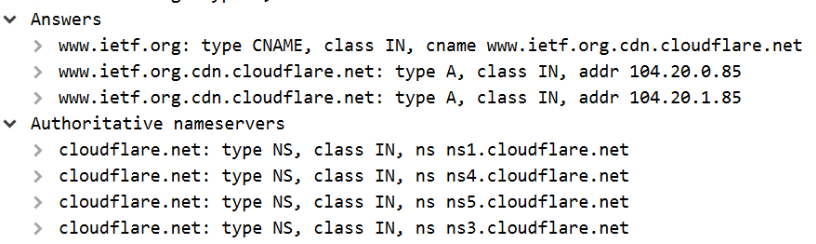 Answers
www.ietf.org: type CNAME, class IN, cname www.ietf.org.cdn.cloudflare.net
www.ietf.org.cdn.cloudflare.net: type A, class IN, addr 104.20.0.85
www.ietf.org.cdn.cloudflare.net: type A, class IN, addr 104.20.1.85
Authoritative nameservers
cloudflare.net: type NS, class IN, ns ns1.cloudflare.net
cloudflare.net: type NS, class IN, ns ns4.cloudflare.net
cloudflare.net: type NS, class IN, ns ns5.cloudflare.net
cloudflare.net: type NS, class IN, ns ns3.cloudflare.net